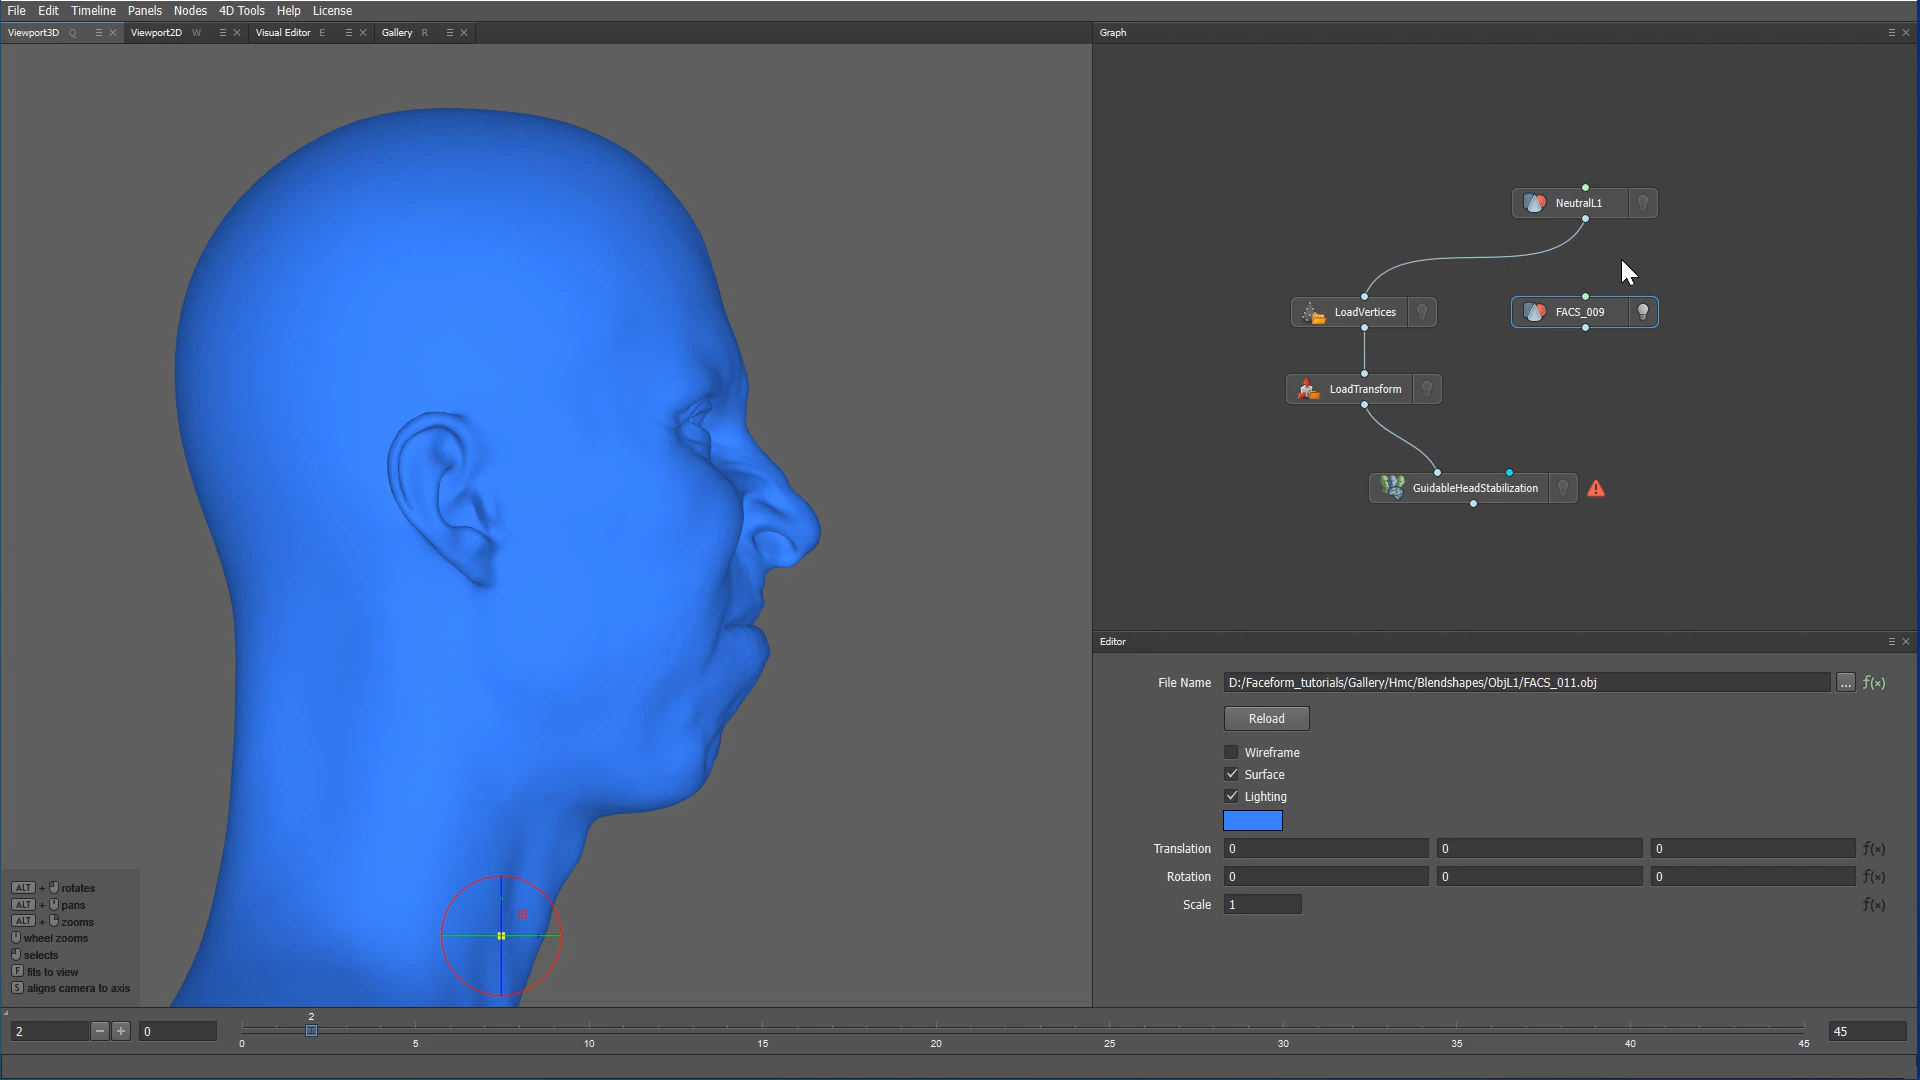 File Edit Timeline Panels Nodes 4D Tools Help License
Viewport3D Q Viewport2D W Visual Editor E Gallery R
Graph
NeutralL1
LoadVertices
FACS_009
LoadTransform
GuidableHeadStabilization
Editor
File Name D:/Faceform_tutorials/Gallery/Hmc/Blendshapes/ObjL1/FACS_011.obj ... f(x)
Reload
Wireframe
Surface
Lighting
Translation 0 0 0 f(x)
Rotation 0 0 0 f(x)
Scale 1 f(x)
ALT + rotates
ALT + pans
ALT + zooms
wheel zooms
selects
F fits to view
S aligns camera to axis
2
2 − + 0 45
0 5 10 15 20 25 30 35 40 45